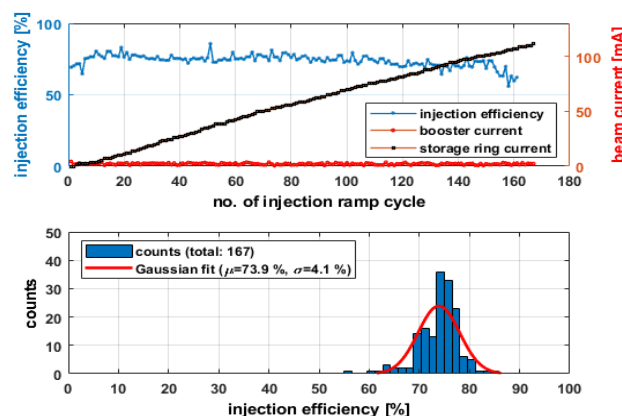 100
50
0
injection efficiency [%]
100
50
0
beam current [mA]
injection efficiency
booster current
storage ring current
0 20 40 60 80 100 120 140 160 180
no. of injection ramp cycle
50
40
30
20
10
0
counts
counts (total: 167)
Gaussian fit (μ=73.9 %, σ=4.1 %)
0 10 20 30 40 50 60 70 80 90 100
injection efficiency [%]